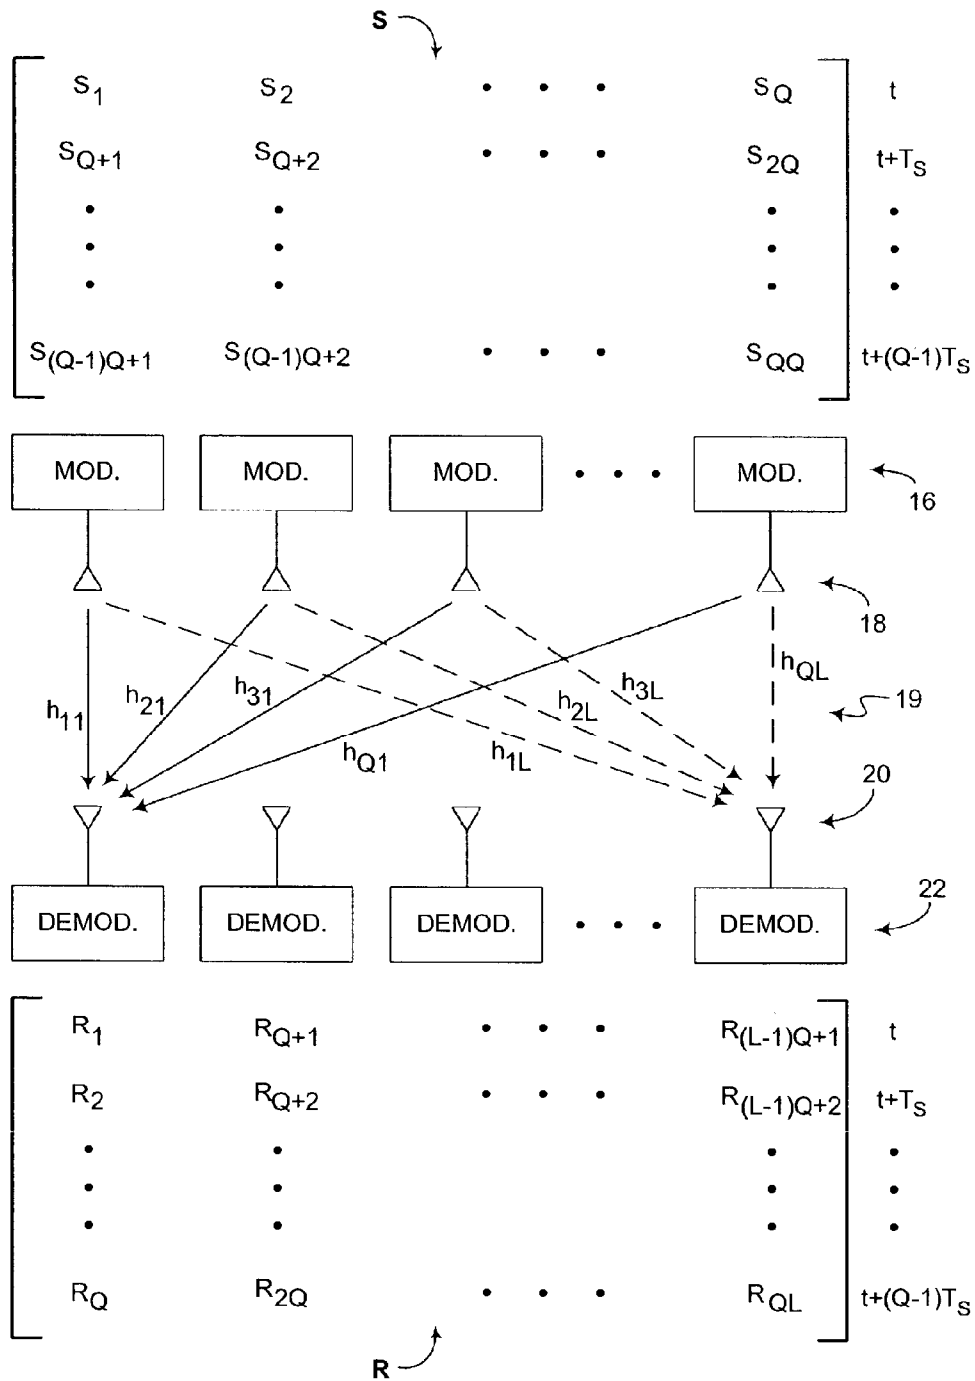 S
S1 S2 • • • SQ t
SQ+1 SQ+2 • • • S2Q t+TS
S(Q-1)Q+1 S(Q-1)Q+2 • • • SQQ t+(Q-1)TS
MOD. MOD. MOD. • • • MOD.
16
18
h11 h21 h31 hQ1 h1L h2L h3L hQL
19
20
22
DEMOD. DEMOD. DEMOD. • • • DEMOD.
R1 RQ+1 • • • R(L-1)Q+1 t
R2 RQ+2 • • • R(L-1)Q+2 t+TS
RQ R2Q • • • RQL t+(Q-1)TS
R